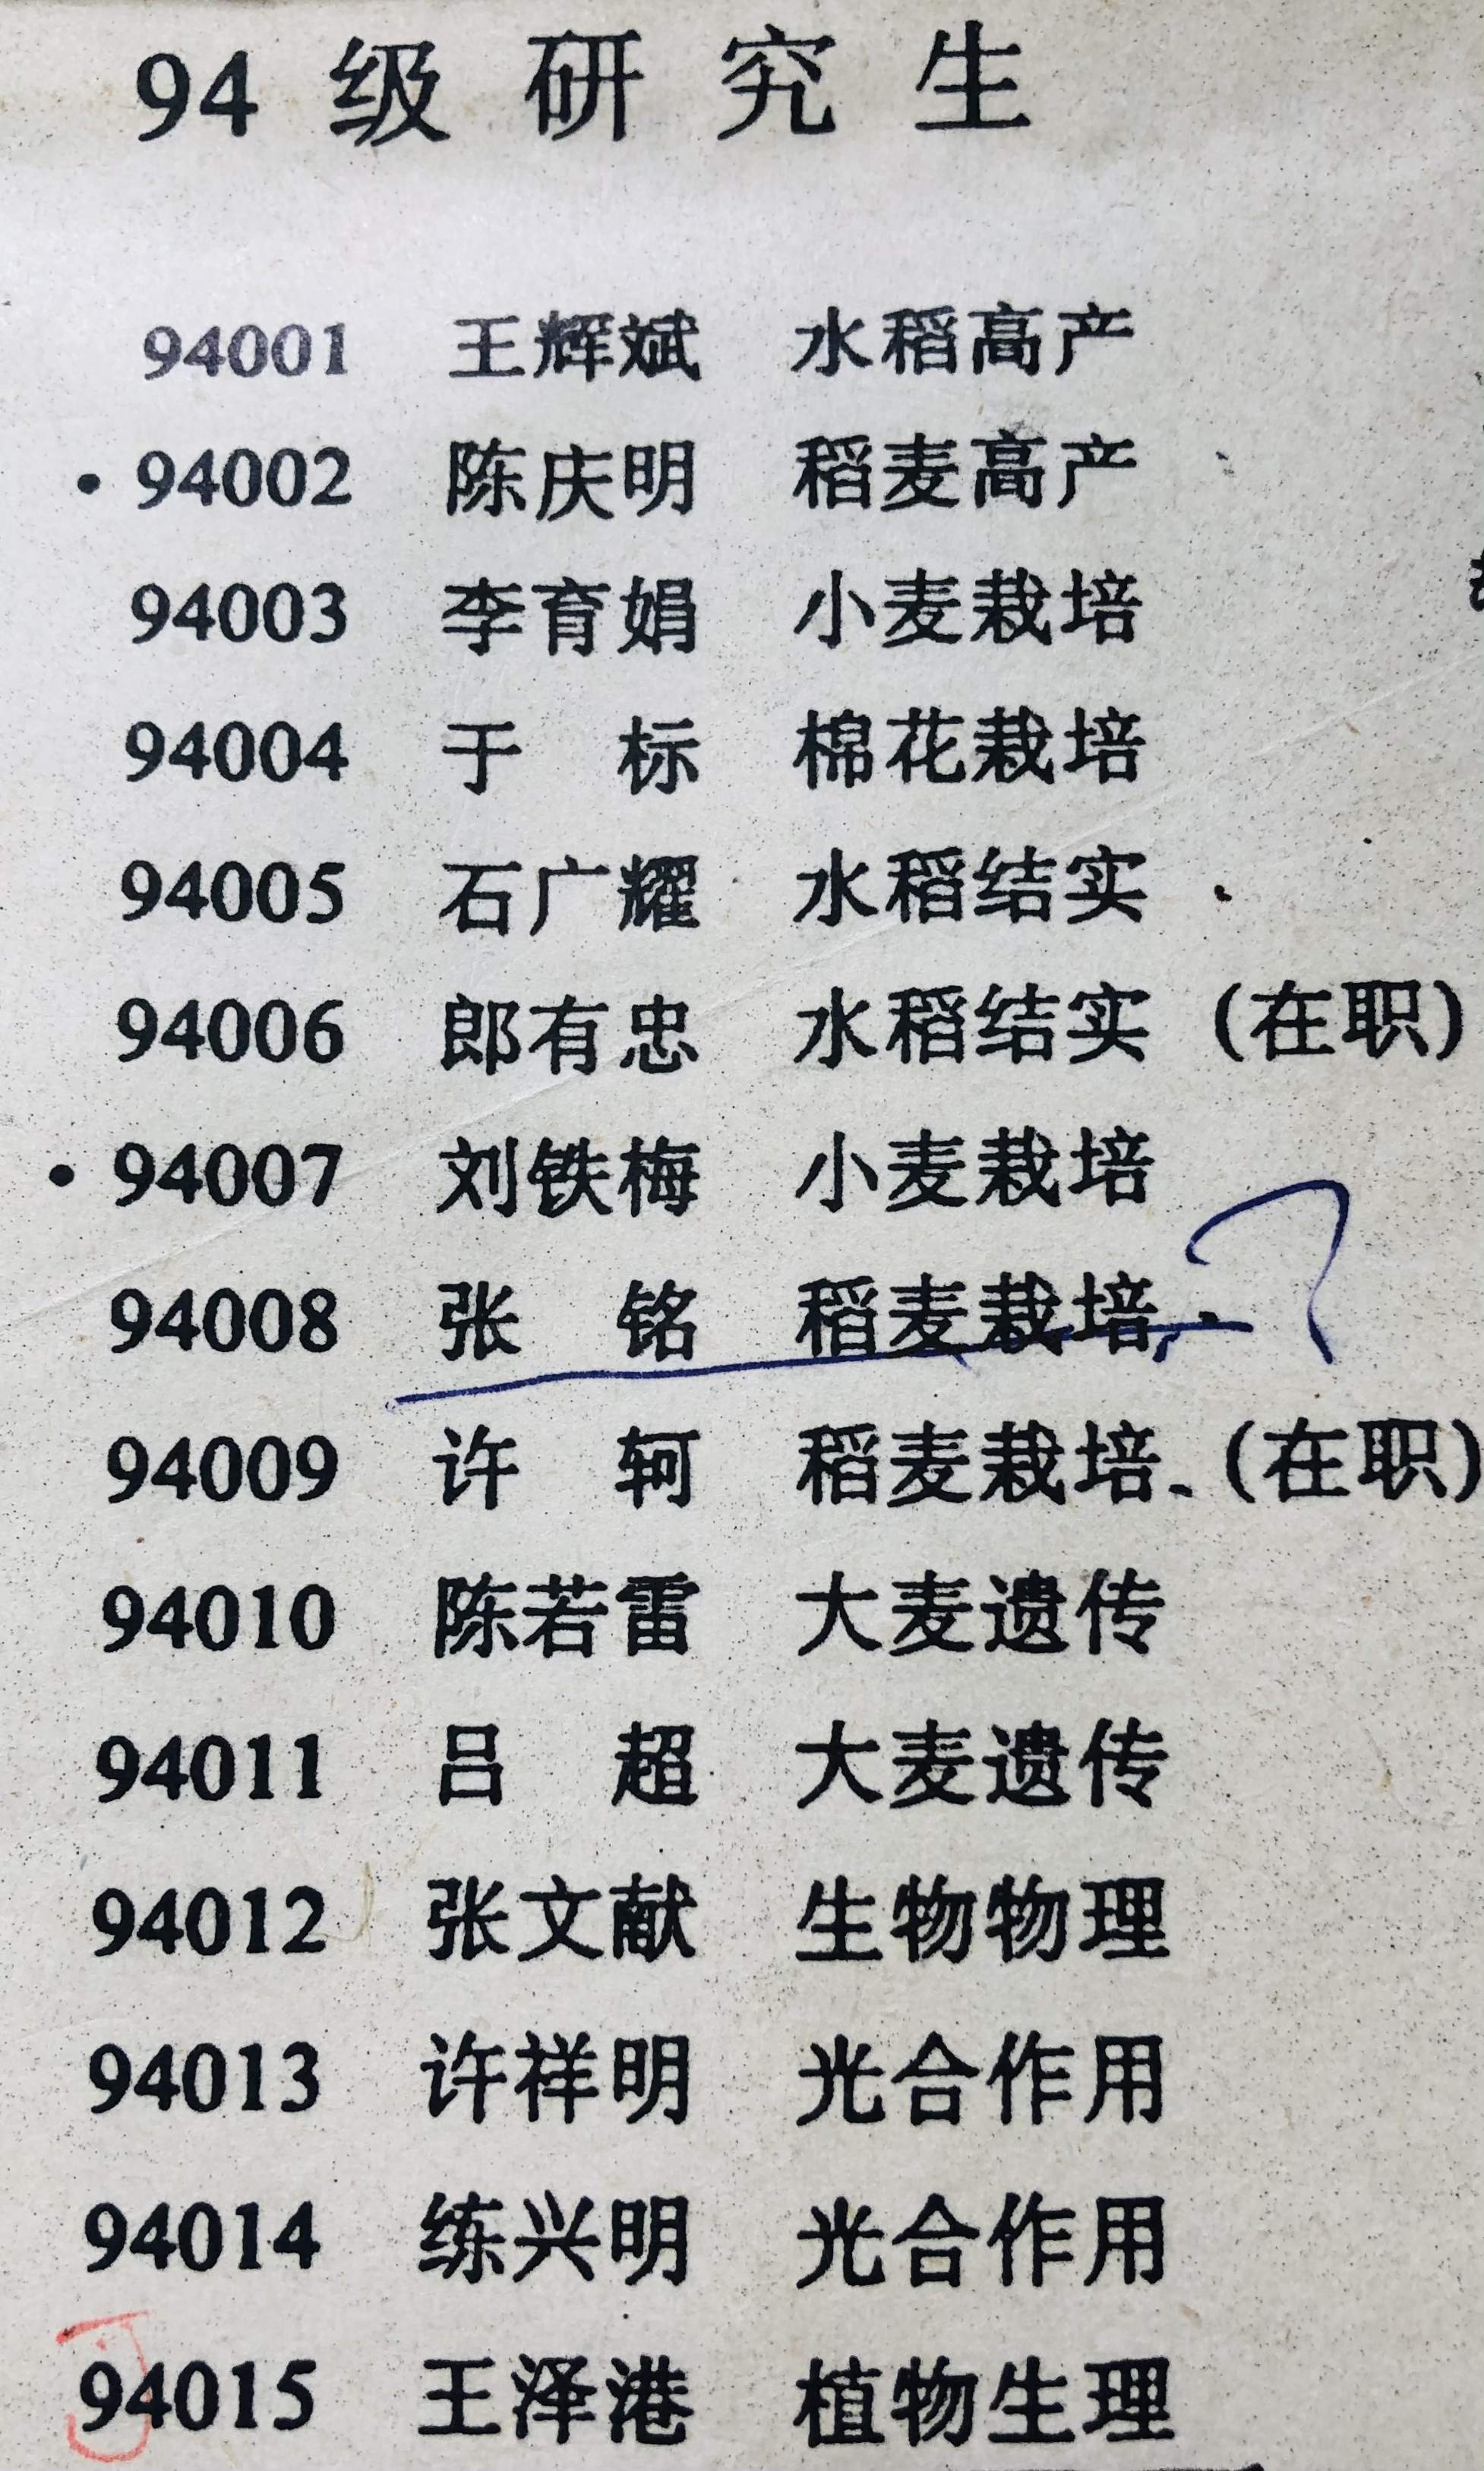 94 级 研 究 生
94001 王辉斌 水稻高产
· 94002 陈庆明 稻麦高产
94003 李育娟 小麦栽培
94004 于 标 棉花栽培
94005 石广耀 水稻结实
94006 郎有忠 水稻结实 (在职)
· 94007 刘铁梅 小麦栽培
94008 张 铭 稻麦栽培 ?
94009 许 轲 稻麦栽培、(在职)
94010 陈若雷 大麦遗传
94011 吕 超 大麦遗传
94012 张文献 生物物理
94013 许祥明 光合作用
94014 练兴明 光合作用
94015 王泽港 植物生理